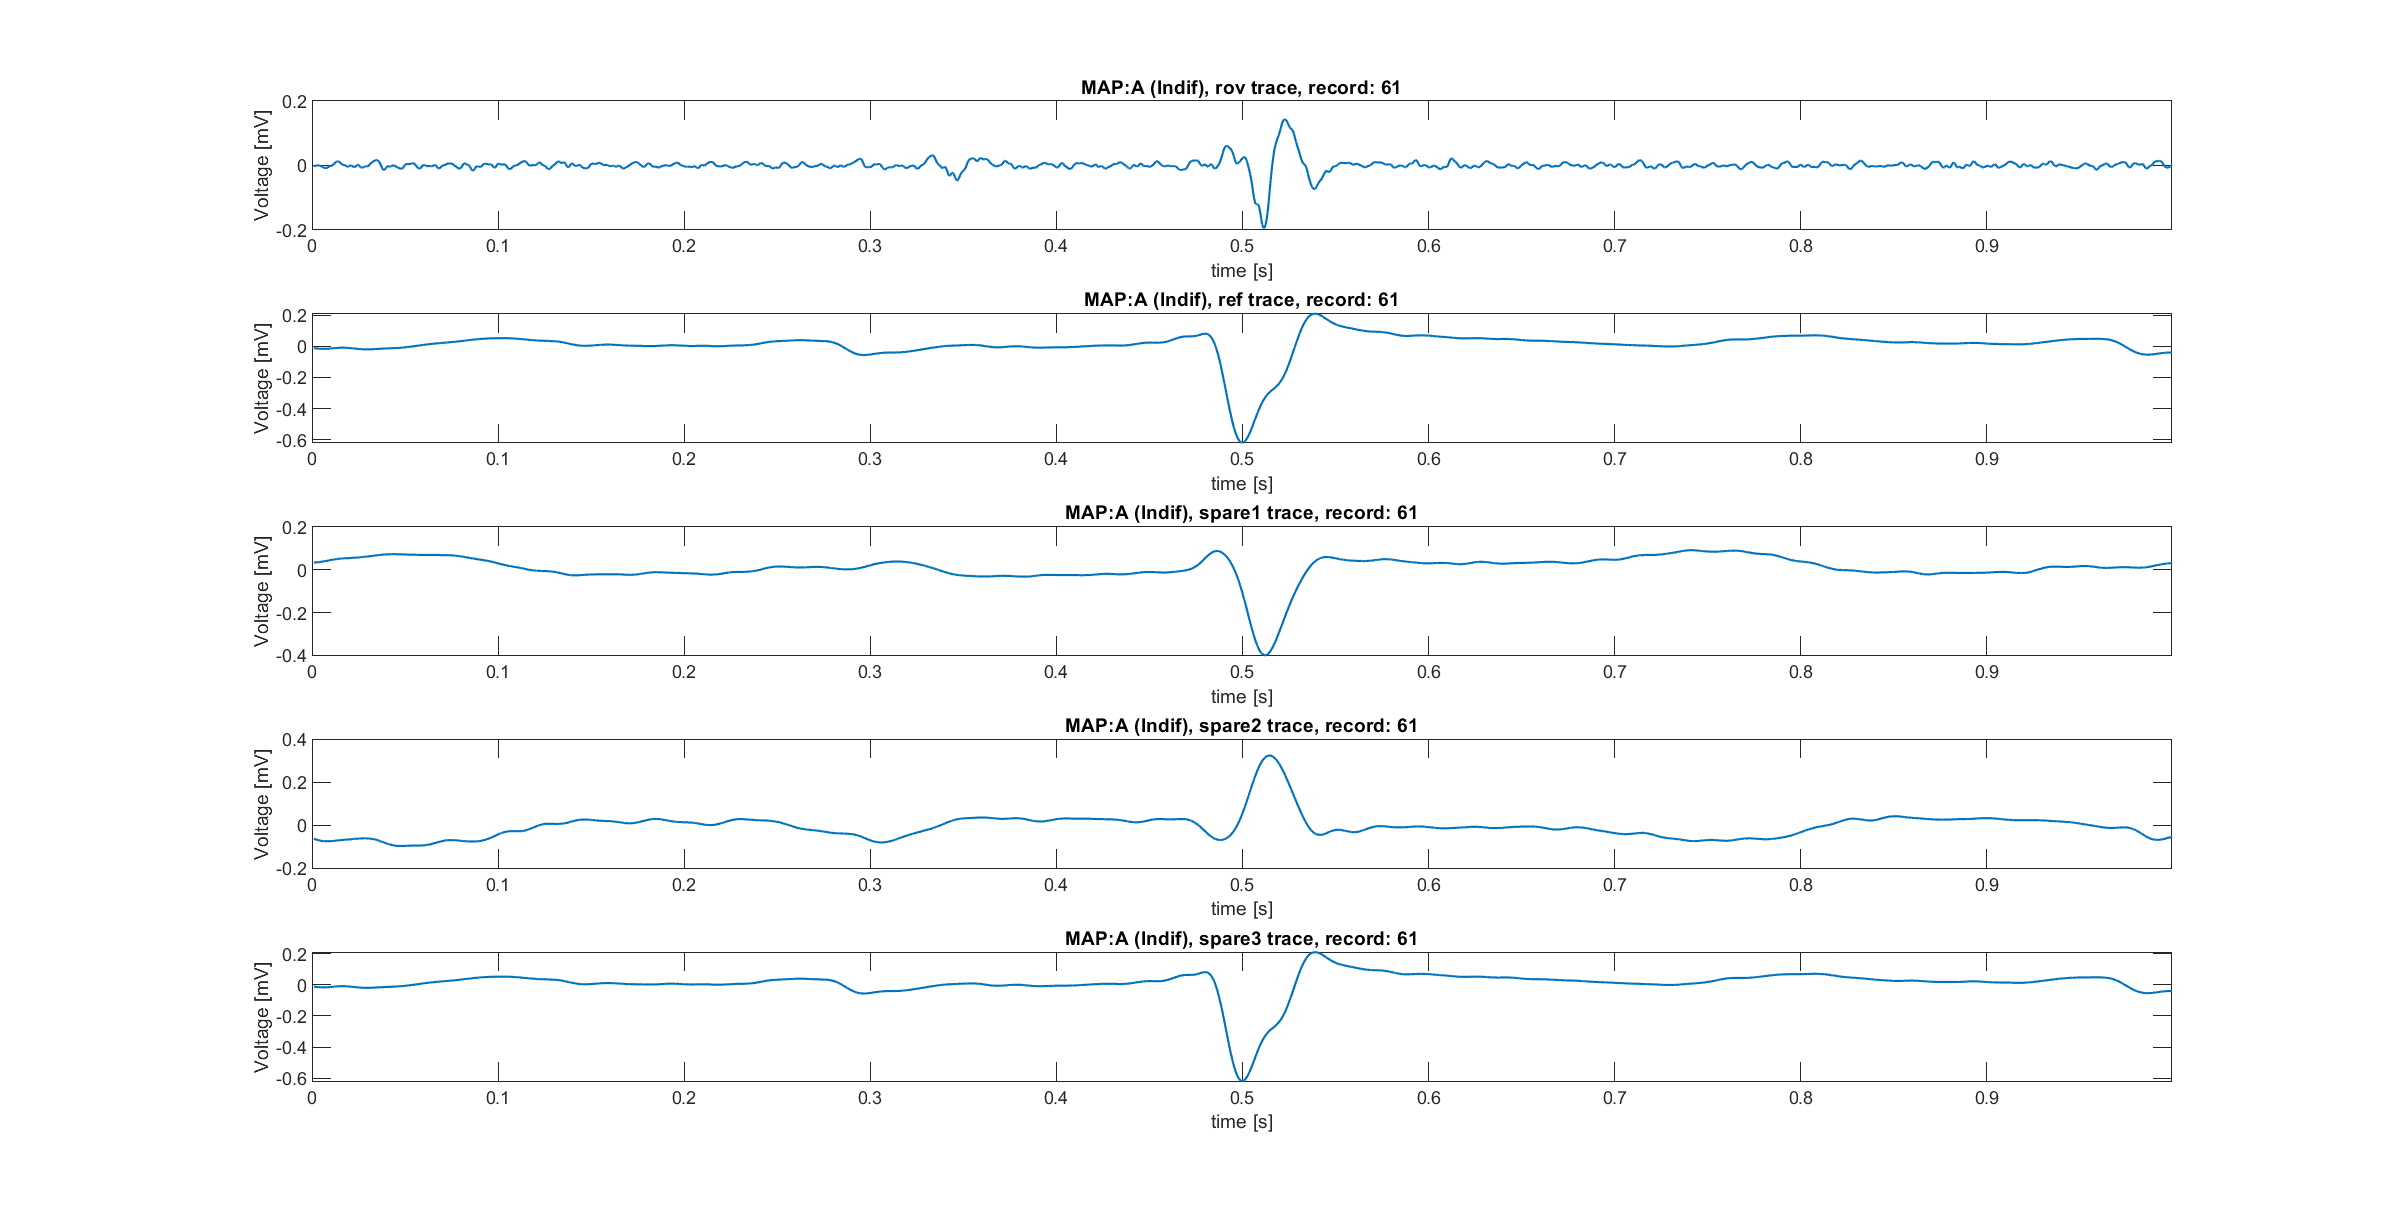 MAP:A (Indif), rov trace, record: 61
Voltage [mV]
0.2
0
-0.2
0 0.1 0.2 0.3 0.4 0.5 0.6 0.7 0.8 0.9
time [s]
MAP:A (Indif), ref trace, record: 61
Voltage [mV]
0.2
0
-0.2
-0.4
-0.6
0 0.1 0.2 0.3 0.4 0.5 0.6 0.7 0.8 0.9
time [s]
MAP:A (Indif), spare1 trace, record: 61
Voltage [mV]
0.2
0
-0.2
-0.4
0 0.1 0.2 0.3 0.4 0.5 0.6 0.7 0.8 0.9
time [s]
MAP:A (Indif), spare2 trace, record: 61
Voltage [mV]
0.4
0.2
0
-0.2
0 0.1 0.2 0.3 0.4 0.5 0.6 0.7 0.8 0.9
time [s]
MAP:A (Indif), spare3 trace, record: 61
Voltage [mV]
0.2
0
-0.2
-0.4
-0.6
0 0.1 0.2 0.3 0.4 0.5 0.6 0.7 0.8 0.9
time [s]